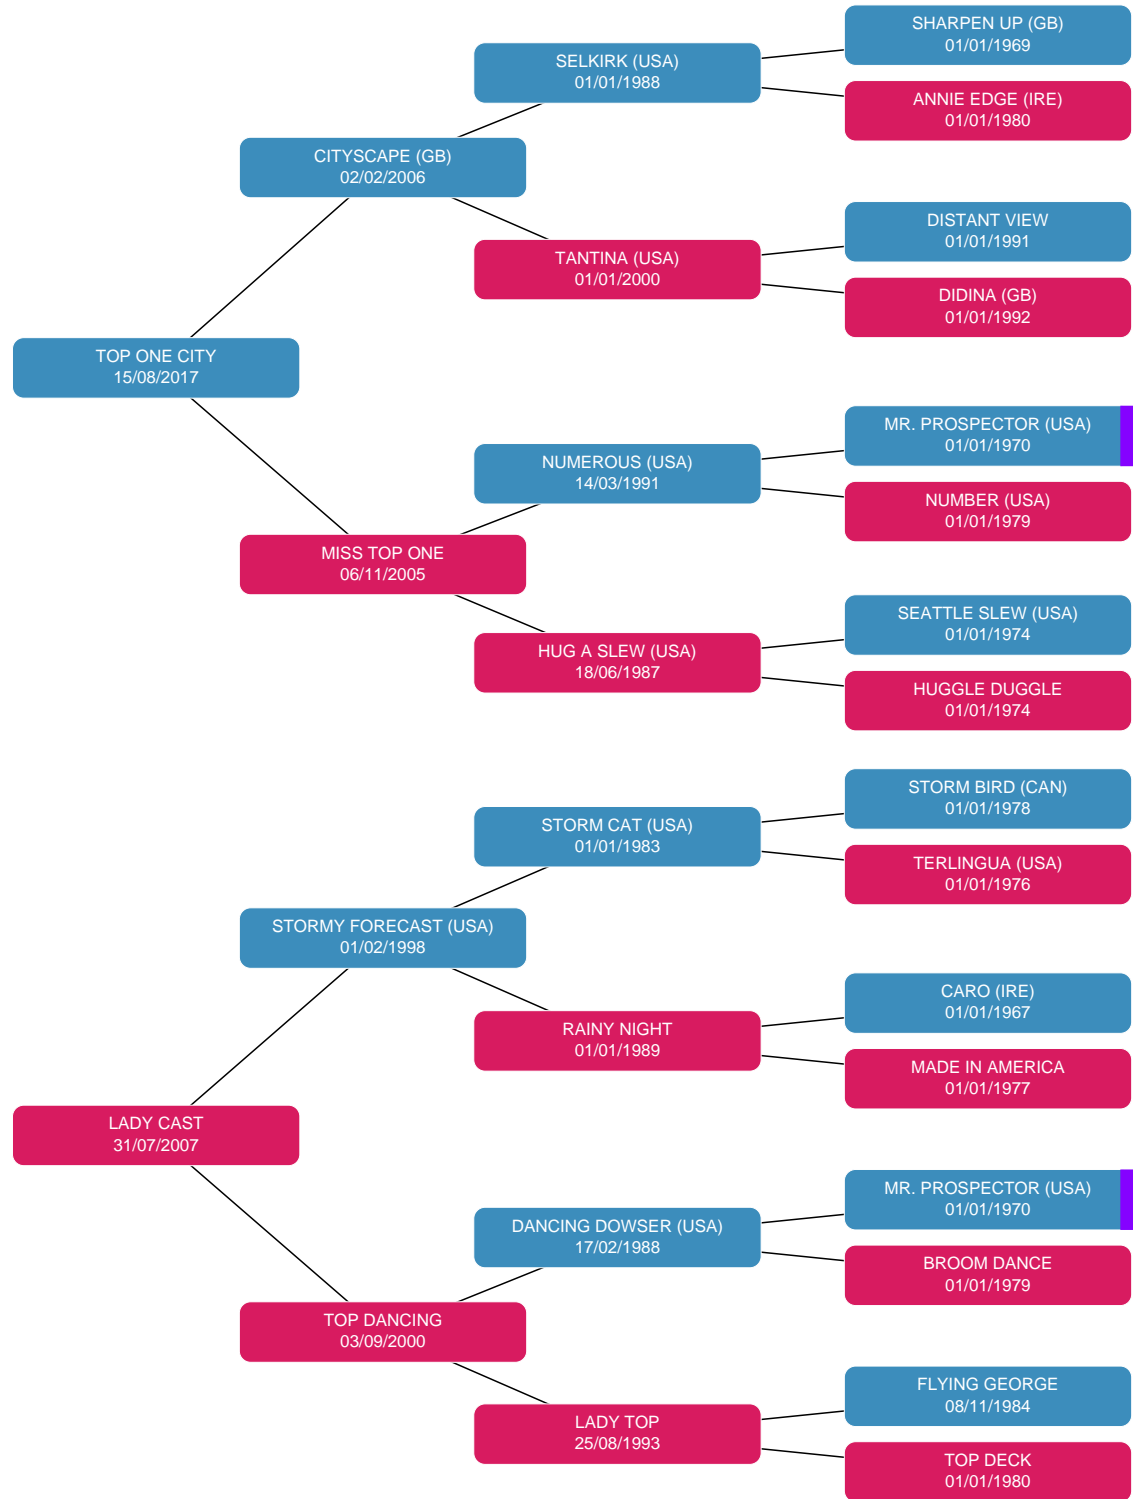 SHARPEN UP (GB)
01/01/1969
SELKIRK (USA)
01/01/1988
ANNIE EDGE (IRE)
01/01/1980
CITYSCAPE (GB)
02/02/2006
DISTANT VIEW
01/01/1991
TANTINA (USA)
01/01/2000
DIDINA (GB)
01/01/1992
TOP ONE CITY
15/08/2017
MR. PROSPECTOR (USA)
01/01/1970
NUMEROUS (USA)
14/03/1991
NUMBER (USA)
01/01/1979
MISS TOP ONE
06/11/2005
SEATTLE SLEW (USA)
01/01/1974
HUG A SLEW (USA)
18/06/1987
HUGGLE DUGGLE
01/01/1974
STORM BIRD (CAN)
01/01/1978
STORM CAT (USA)
01/01/1983
TERLINGUA (USA)
01/01/1976
STORMY FORECAST (USA)
01/02/1998
CARO (IRE)
01/01/1967
RAINY NIGHT
01/01/1989
MADE IN AMERICA
01/01/1977
LADY CAST
31/07/2007
MR. PROSPECTOR (USA)
01/01/1970
DANCING DOWSER (USA)
17/02/1988
BROOM DANCE
01/01/1979
TOP DANCING
03/09/2000
FLYING GEORGE
08/11/1984
LADY TOP
25/08/1993
TOP DECK
01/01/1980